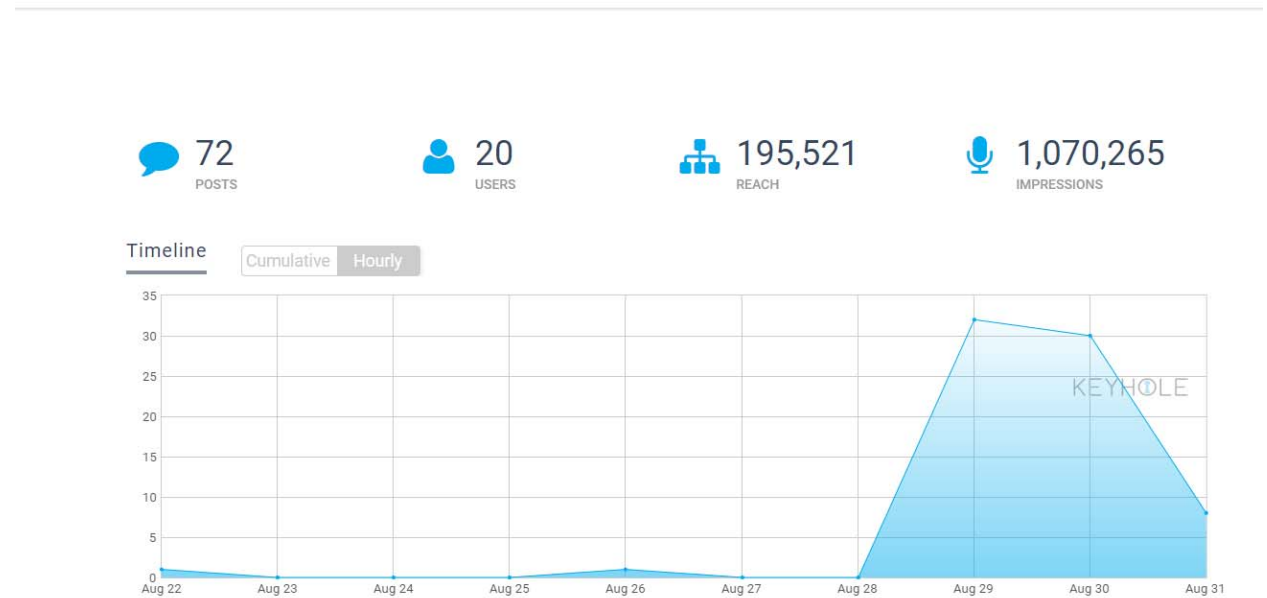 72
POSTS
20
USERS
195,521
REACH
1,070,265
IMPRESSIONS
Timeline
Cumulative Hourly
35
30
25
20
15
10
5
0
KEYHOLE
Aug 22 Aug 23 Aug 24 Aug 25 Aug 26 Aug 27 Aug 28 Aug 29 Aug 30 Aug 31